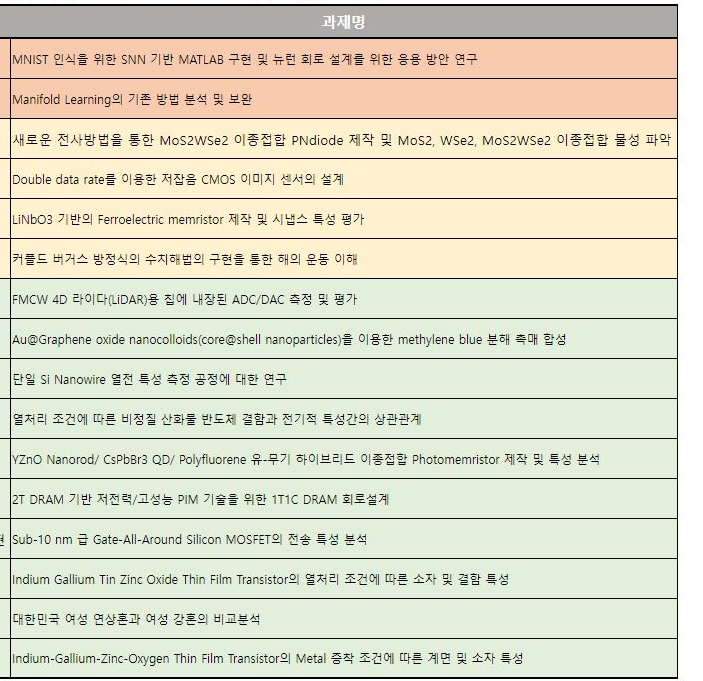 과제명
MNIST 인식을 위한 SNN 기반 MATLAB 구현 및 뉴런 회로 설계를 위한 응용 방안 연구
Manifold Learning의 기존 방법 분석 및 보완
새로운 전사방법을 통한 MoS2WSe2 이종접합 PNdiode 제작 및 MoS2, WSe2, MoS2WSe2 이종접합 물성 파악
Double data rate를 이용한 저잡음 CMOS 이미지 센서의 설계
LiNbO3 기반의 Ferroelectric memristor 제작 및 시냅스 특성 평가
커플드 버거스 방정식의 수치해법의 구현을 통한 해의 운동 이해
FMCW 4D 라이다(LiDAR)용 칩에 내장된 ADC/DAC 측정 및 평가
Au@Graphene oxide nanocolloids(core@shell nanoparticles)을 이용한 methylene blue 분해 촉매 합성
단일 Si Nanowire 열전 특성 측정 공정에 대한 연구
열처리 조건에 따른 비정질 산화물 반도체 결함과 전기적 특성간의 상관관계
YZnO Nanorod/ CsPbBr3 QD/ Polyfluorene 유-무기 하이브리드 이종접합 Photomemristor 제작 및 특성 분석
2T DRAM 기반 저전력/고성능 PIM 기술을 위한 1T1C DRAM 회로설계
Sub-10 nm 급 Gate-All-Around Silicon MOSFET의 전송 특성 분석
Indium Gallium Tin Zinc Oxide Thin Film Transistor의 열처리 조건에 따른 소자 및 결함 특성
대한민국 여성 연상혼과 여성 강혼의 비교분석
Indium-Gallium-Zinc-Oxygen Thin Film Transistor의 Metal 증착 조건에 따른 계면 및 소자 특성